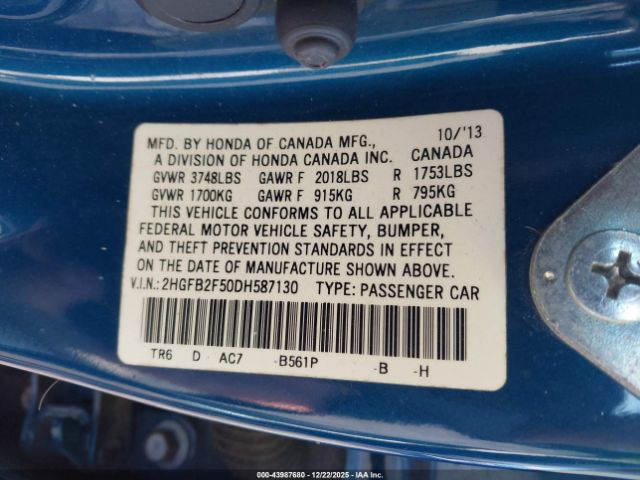 MFD. BY HONDA OF CANADA MFG., 10/'13
A DIVISION OF HONDA CANADA INC. CANADA
GVWR 3748LBS GAWR F 2018LBS R 1753LBS
GVWR 1700KG GAWR F 915KG R 795KG
THIS VEHICLE CONFORMS TO ALL APPLICABLE
FEDERAL MOTOR VEHICLE SAFETY, BUMPER,
AND THEFT PREVENTION STANDARDS IN EFFECT
ON THE DATE OF MANUFACTURE SHOWN ABOVE.
V.I.N.: 2HGFB2F50DH587130 TYPE: PASSENGER CAR
TR6 D AC7 -B561P -B -H
000-43987680 - 12/22/2025 - IAAI.COM